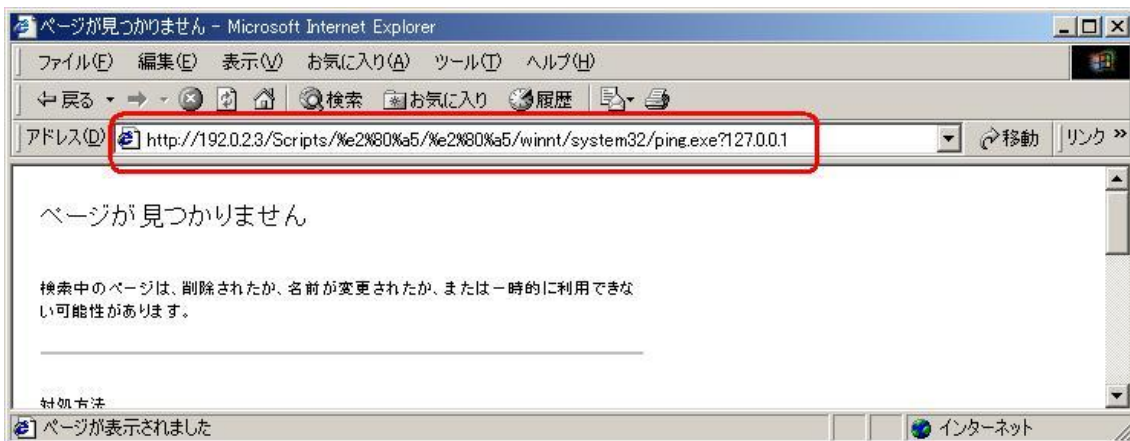 ページが見つかりません - Microsoft Internet Explorer
ファイル(F) 編集(E) 表示(V) お気に入り(A) ツール(T) ヘルプ(H)
戻る 検索 お気に入り 履歴
アドレス(D) http://192.0.2.3/Scripts/%e2%80%a5/%e2%80%a5/winnt/system32/ping.exe?127.0.0.1 移動 リンク »
ページが見つかりません
検索中のページは、削除されたか、名前が変更されたか、または一時的に利用できな
い可能性があります。
対処方法
ページが表示されました インターネット